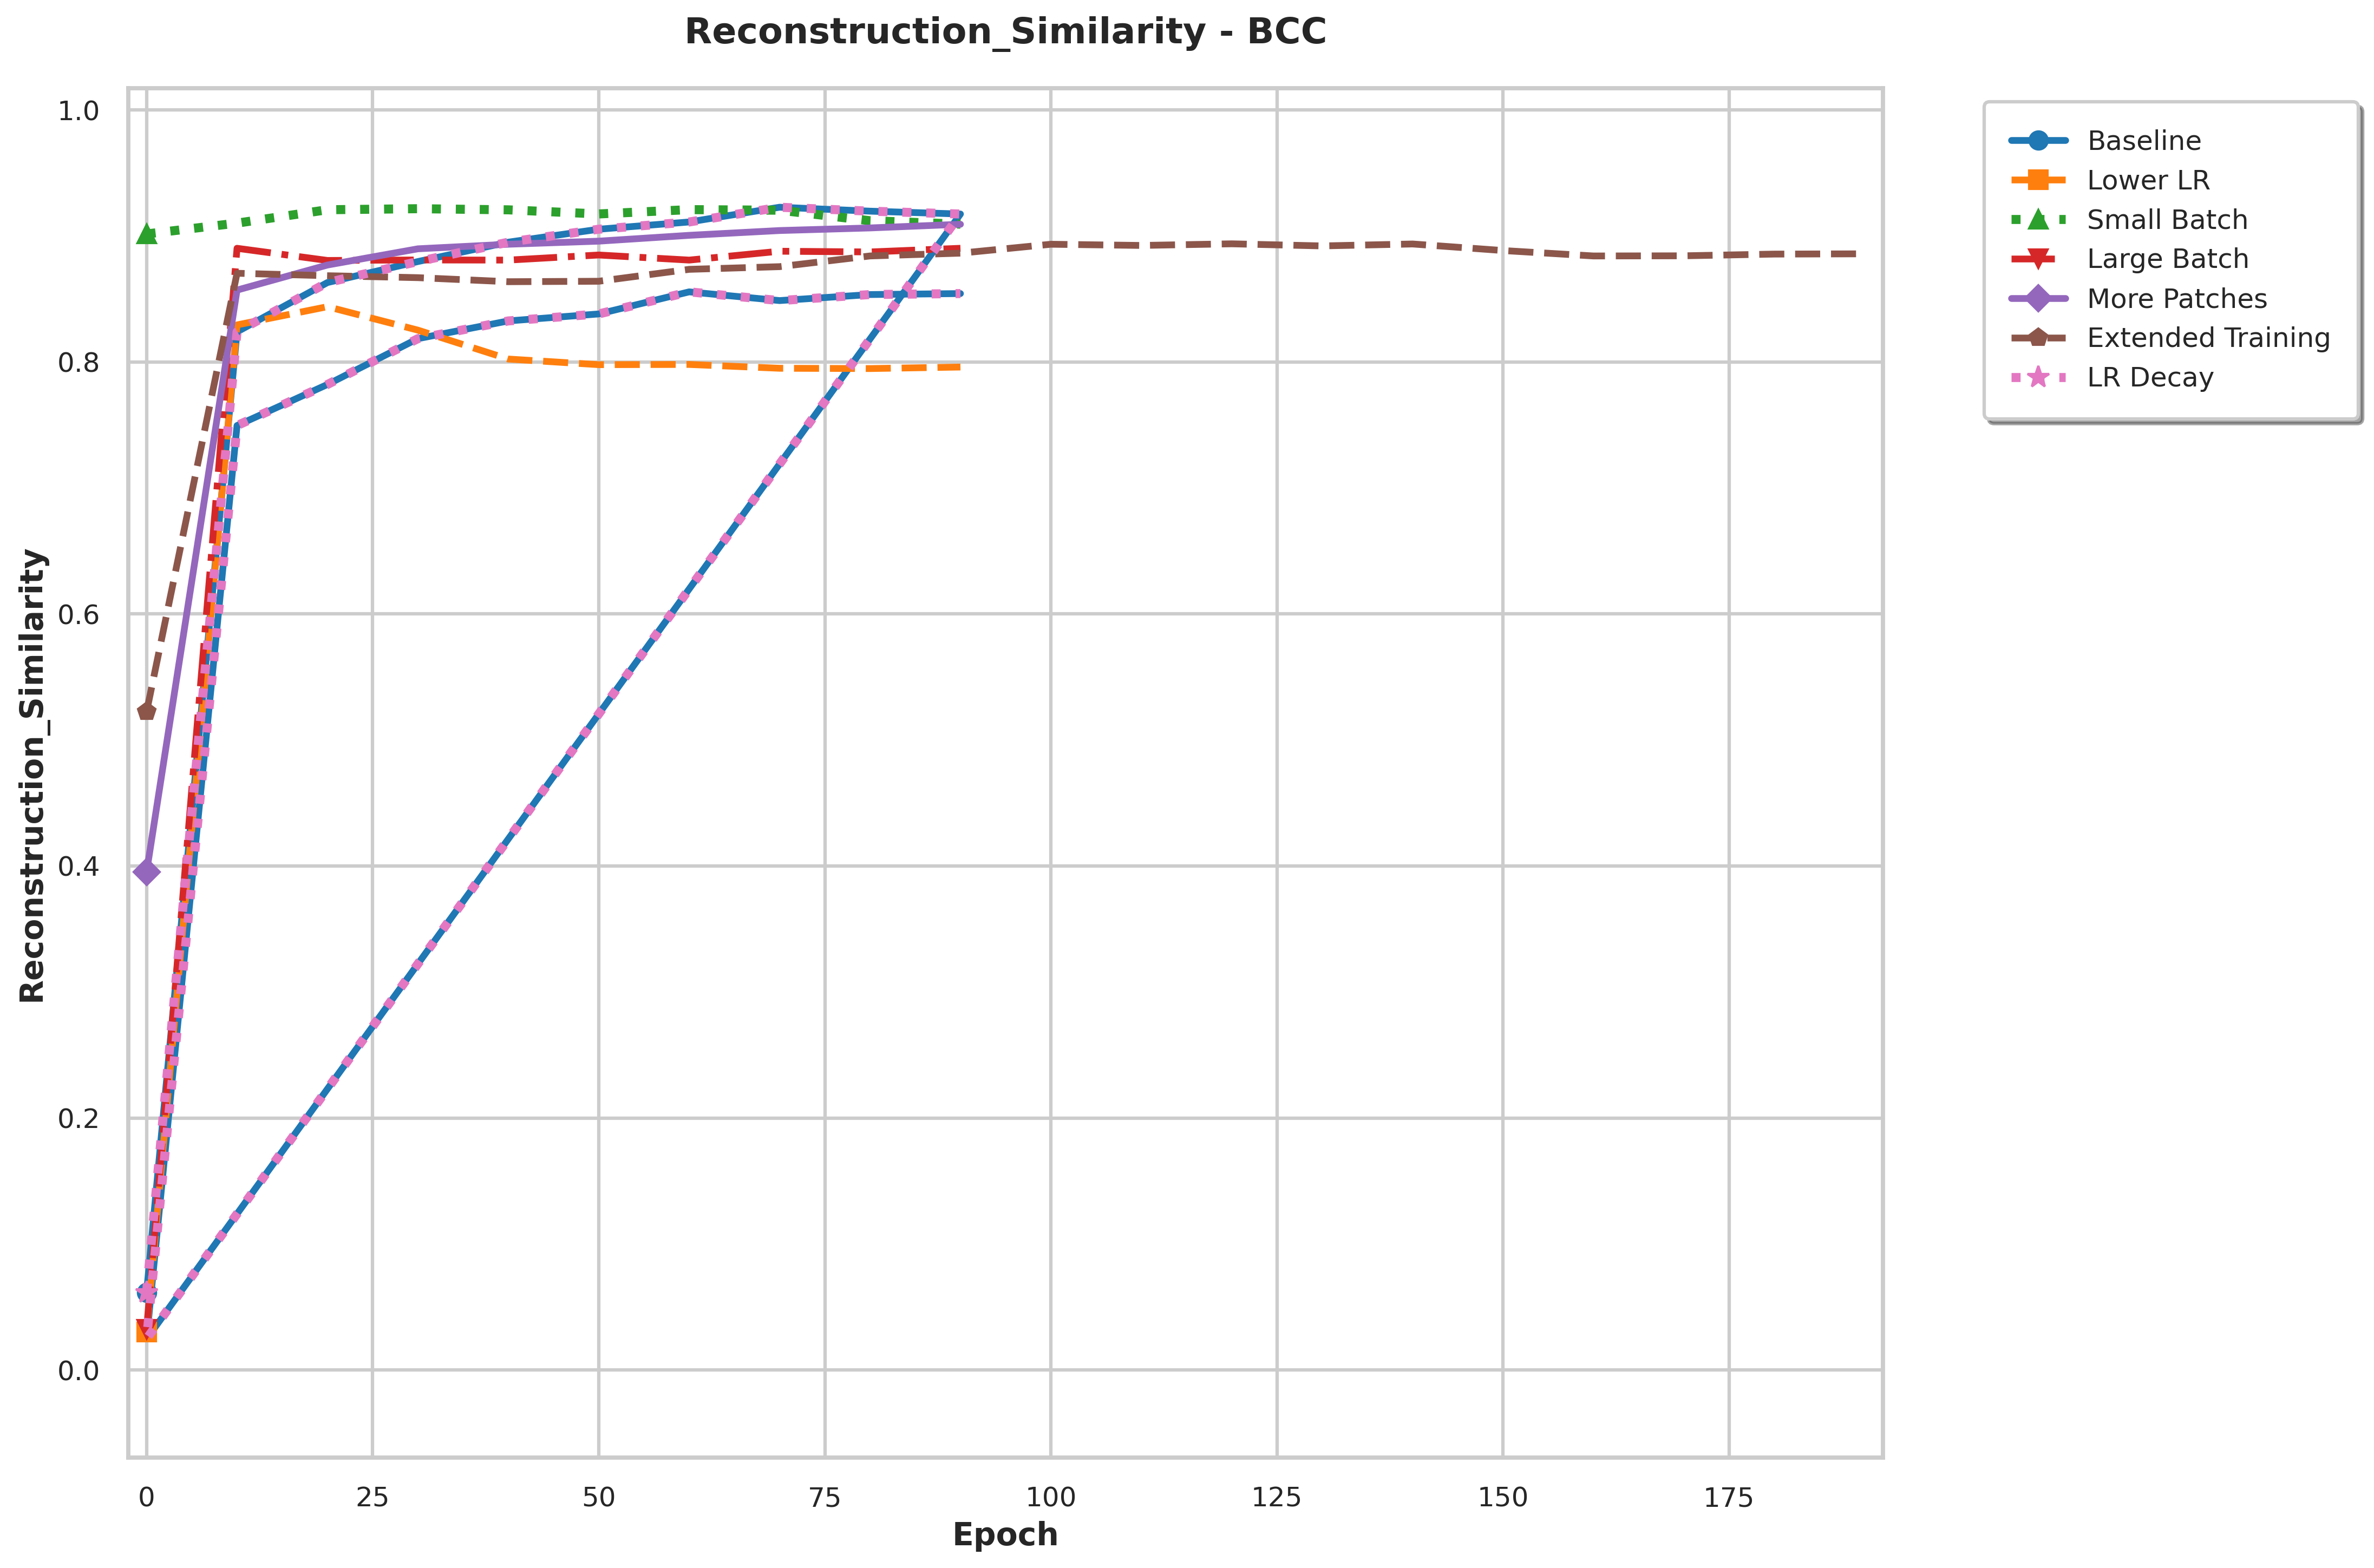 Reconstruction_Similarity - BCC
Reconstruction_Similarity
1.0
0.8
0.6
0.4
0.2
0.0
0 25 50 75 100 125 150 175
Epoch
Baseline
Lower LR
Small Batch
Large Batch
More Patches
Extended Training
LR Decay